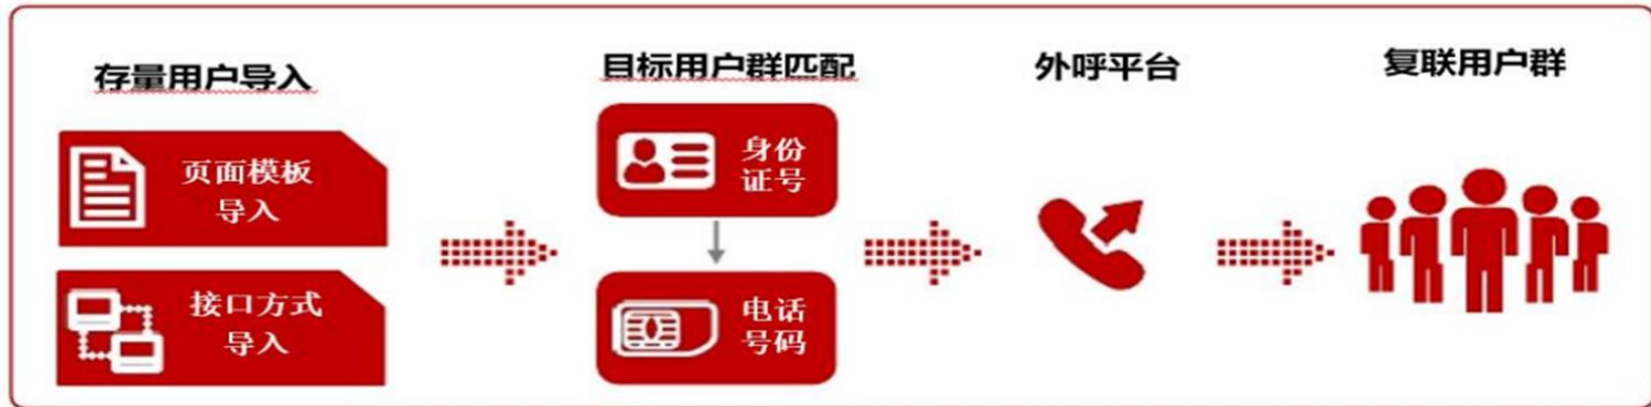 存量用户导入
目标用户群匹配
外呼平台
复联用户群
页面模板
导入
接口方式
导入
身份
证号
电话
号码